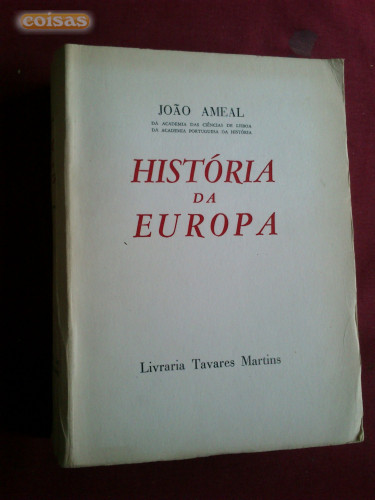 coisas
JOÃO AMEAL
DA ACADEMIA DAS CIÊNCIAS DE LISBOA
DA ACADEMIA PORTUGUESA DA HISTÓRIA
HISTÓRIA
DA
EUROPA
Livraria Tavares Martins